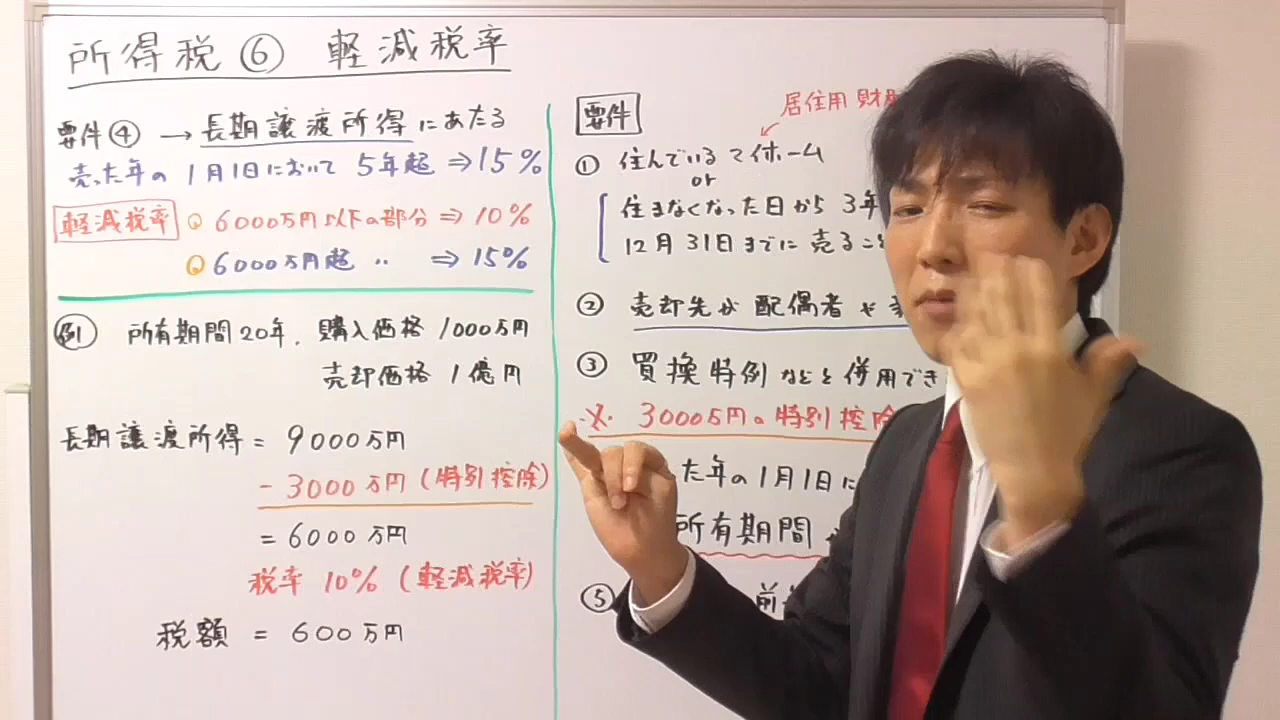 所得税⑥ 軽減税率
要件④ → 長期譲渡所得にあたる
売った年の1月1日において 5年超 ⇒ 15%
軽減税率 6000万円以下の部分 ⇒ 10%
6000万円超 〃 ⇒ 15%
例 所有期間20年, 購入価格 1000万円
売却価格 1億円
長期譲渡所得 = 9000万円
- 3000万円(特別控除)
= 6000万円
税率 10% (軽減税率)
税額 = 600万円
要件
居住用 財
① 住んでいるマイホーム
or
住まなくなった日から 3年
12月31日までに 売るこ
② 売却先が 配偶者や
③ 買換特例などと併用でき
※ 3000万円の特別控除
た年の1月1日に
所有期間
⑤ 前